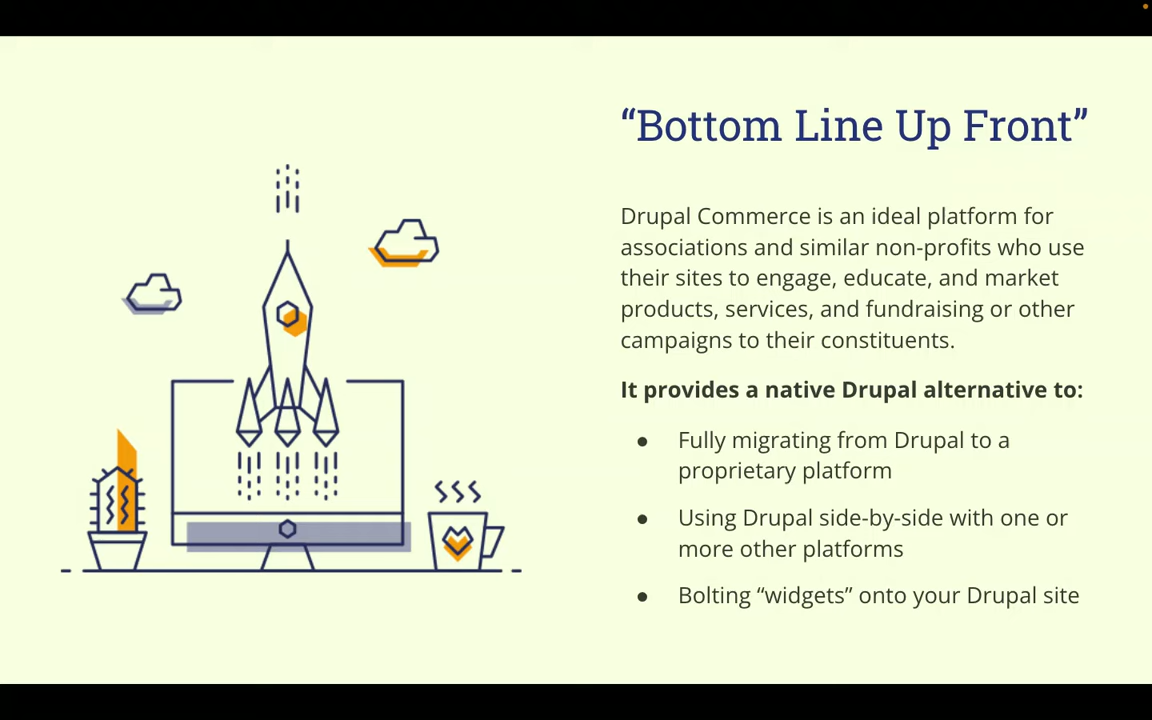 “Bottom Line Up Front”
Drupal Commerce is an ideal platform for
associations and similar non-profits who use
their sites to engage, educate, and market
products, services, and fundraising or other
campaigns to their constituents.
It provides a native Drupal alternative to:
● Fully migrating from Drupal to a
proprietary platform
● Using Drupal side-by-side with one or
more other platforms
● Bolting “widgets” onto your Drupal site